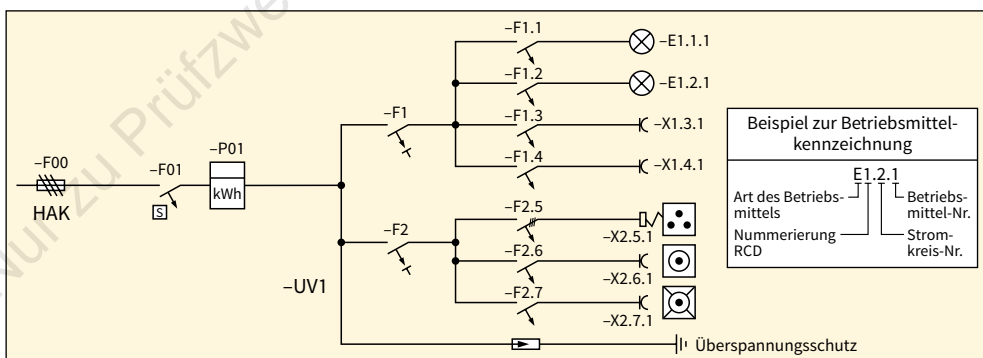 Nur zu Prüfzwe
–F00
HAK
–F01
S
–P01
kWh
–UV1
–F1
–F2
–F1.1
–E1.1.1
–F1.2
–E1.2.1
–F1.3
–X1.3.1
–F1.4
–X1.4.1
–F2.5
–X2.5.1
–F2.6
–X2.6.1
–F2.7
–X2.7.1
Überspannungsschutz
Beispiel zur Betriebsmittel-
kennzeichnung
E1.2.1
Art des Betriebs-
mittels
Nummerierung
RCD
Betriebs-
mittel-Nr.
Strom-
kreis-Nr.